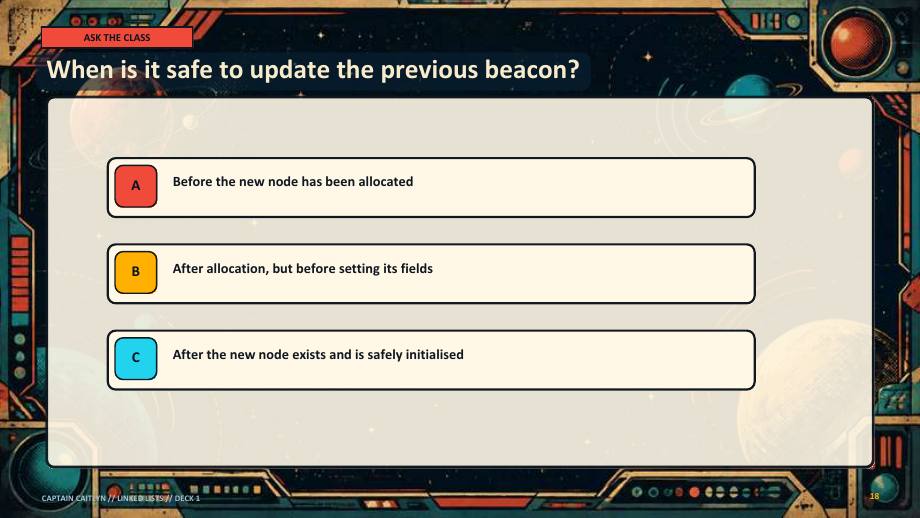 ASK THE CLASS
When is it safe to update the previous beacon?
A
Before the new node has been allocated
B
After allocation, but before setting its fields
C
After the new node exists and is safely initialised
CAPTAIN CAITLYN // LINKED LISTS // DECK 1
18